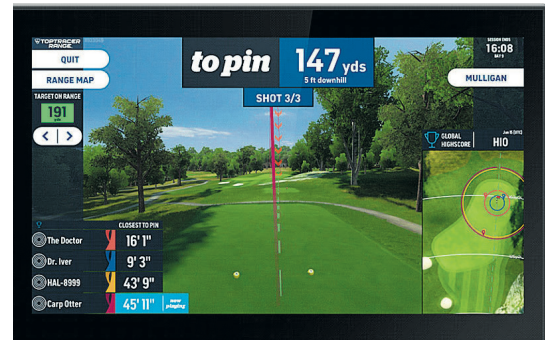 TOPTRACER
RANGE
QUIT
RANGE MAP
TARGET ON RANGE
191
yds
to pin
147 yds
5 ft downhill
SHOT 3/3
SESSION ENDS
16:08
MULLIGAN
GLOBAL
HIGHSCORE
HIO
CLOSEST TO PIN
The Doctor 16' 1"
Dr. Iver 9' 3"
HAL-8999 43' 9"
Carp Otter 45' 11" now
playing